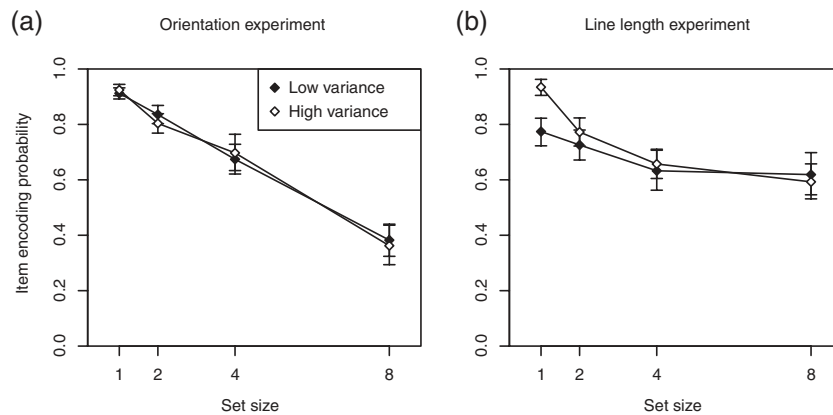 (a)
Orientation experiment
Item encoding probability
1.0
0.8
0.6
0.4
0.2
0.0
Low variance
High variance
1 2 4 8
Set size
(b)
Line length experiment
1.0
0.8
0.6
0.4
0.2
0.0
1 2 4 8
Set size